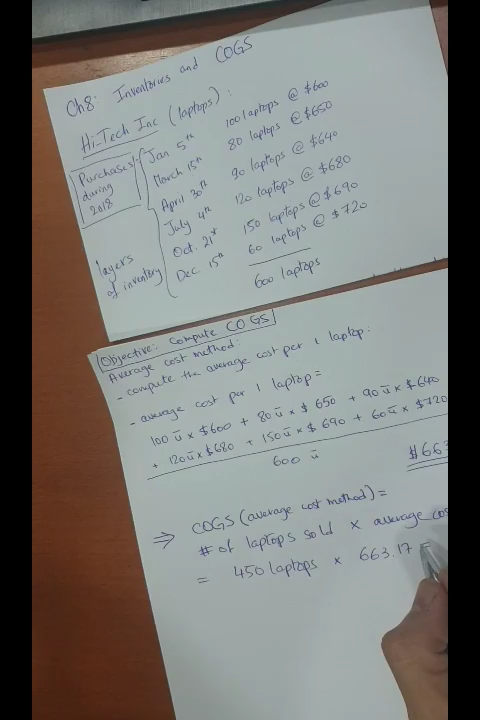 Ch8: Inventories and COGS
Hi-Tech Inc (laptops):
Purchases during 2018
layers of inventory
Jan 5th 100 laptops @ $600
March 15th 80 laptops @ $650
April 30th 90 laptops @ $640
July 4th 120 laptops @ $680
Oct. 21st 150 laptops @ $690
Dec. 15th 60 laptops @ $720
600 laptops
Objective: Compute COGS
Average cost method:
- compute the average cost per 1 laptop:
- average cost per 1 laptop =
100 ū x $600 + 80 ū x $650 + 90 ū x $640
+ 120 ū x $680 + 150 ū x $690 + 60 ū x $720
600 ū
$663
⇒ COGS (average cost method) =
# of laptops sold x average cos
= 450 laptops x 663.17